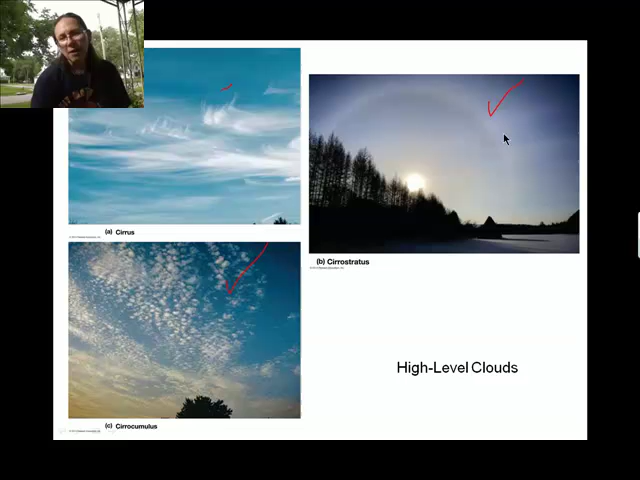 (a) Cirrus
(b) Cirrostratus
High-Level Clouds
(c) Cirrocumulus